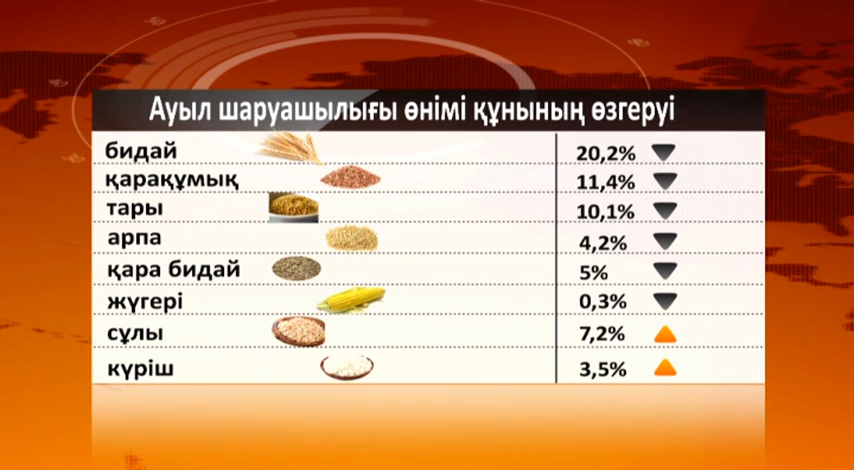 Ауыл шаруашылығы өнімі құнының өзгеруі
бидай 20,2%
қарақұмық 11,4%
тары 10,1%
арпа 4,2%
қара бидай 5%
жүгері 0,3%
сұлы 7,2%
күріш 3,5%